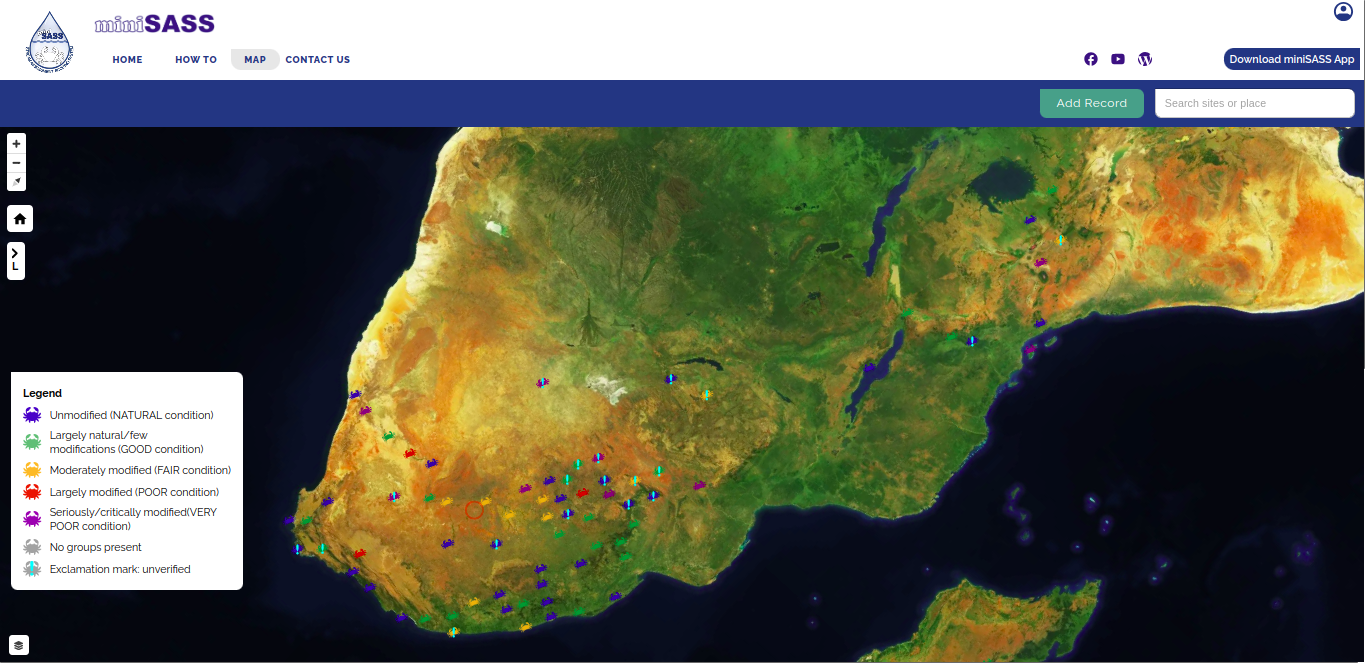 SASS
miniSASS
HOME
HOW TO
MAP
CONTACT US
Download miniSASS App
Add Record
Search sites or place
+
−
L
Legend
Unmodified (NATURAL condition)
Largely natural/few
modifications (GOOD condition)
Moderately modified (FAIR condition)
Largely modified (POOR condition)
Seriously/critically modified(VERY
POOR condition)
No groups present
Exclamation mark: unverified